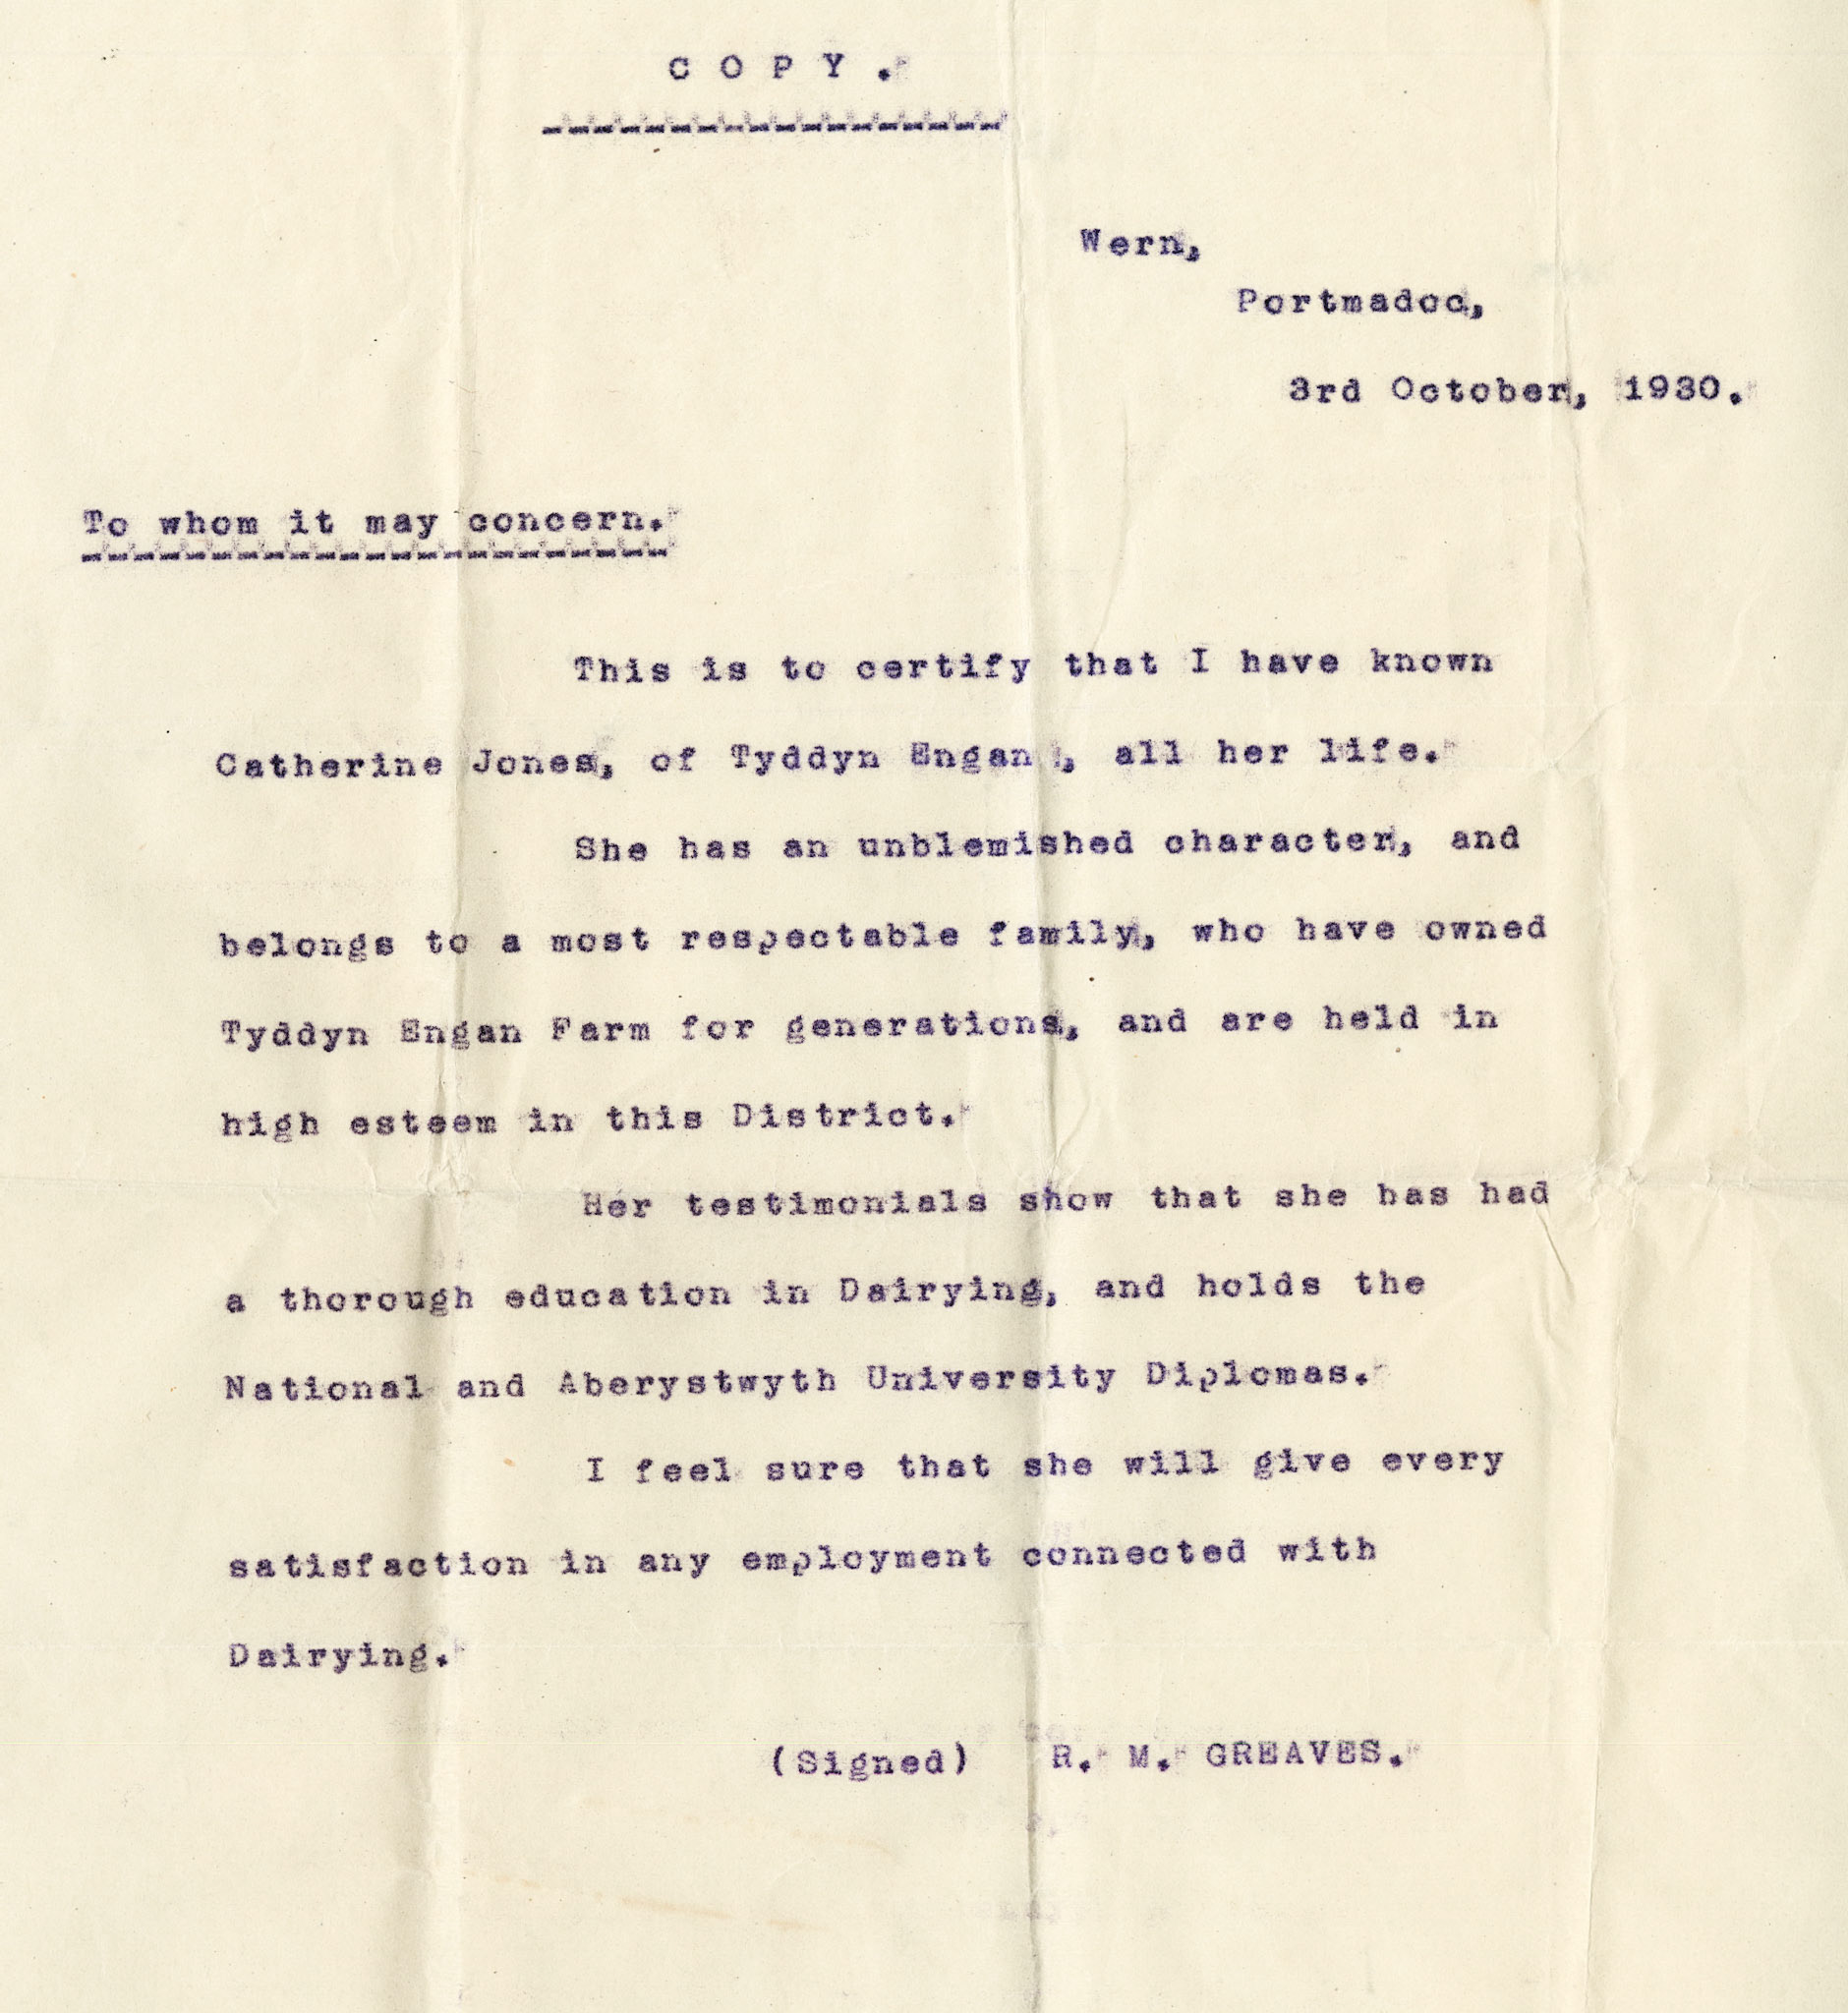 COPY.
Wern,
Portmadoc,
3rd October, 1930.
To whom it may concern.
This is to certify that I have known
Catherine Jones, of Tyddyn Engan, all her life.
She has an unblemished character, and
belongs to a most respectable family, who have owned
Tyddyn Engan Farm for generations, and are held in
high esteem in this District.
Her testimonials show that she has had
a thorough education in Dairying, and holds the
National and Aberystwyth University Diplomas.
I feel sure that she will give every
satisfaction in any employment connected with
Dairying.
(Signed) R. M. GREAVES.